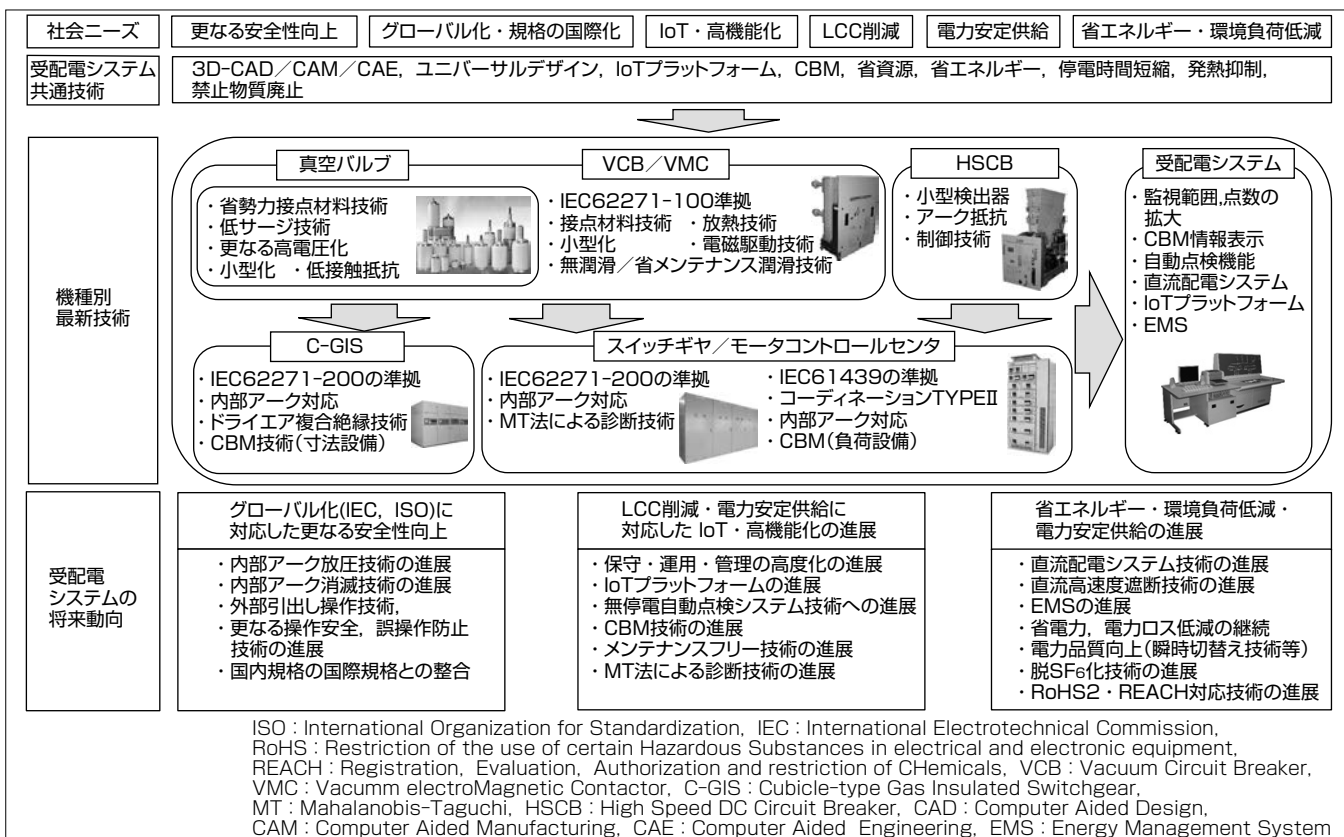 社会ニーズ
更なる安全性向上
グローバル化・規格の国際化
IoT・高機能化
LCC削減
電力安定供給
省エネルギー・環境負荷低減
受配電システム
共通技術
3D-CAD／CAM／CAE，ユニバーサルデザイン，IoTプラットフォーム，CBM，省資源，省エネルギー，停電時間短縮，発熱抑制，
禁止物質廃止
機種別
最新技術
真空バルブ
・省勢力接点材料技術
・低サージ技術
・更なる高電圧化
・小型化 ・低接触抵抗
VCB／VMC
・IEC62271-100準拠
・接点材料技術 ・放熱技術
・小型化 ・電磁駆動技術
・無潤滑／省メンテナンス潤滑技術
HSCB
・小型検出器
・アーク抵抗
・制御技術
受配電システム
・監視範囲,点数の
拡大
・CBM情報表示
・自動点検機能
・直流配電システム
・IoTプラットフォーム
・EMS
C-GIS
・IEC62271-200の準拠
・内部アーク対応
・ドライエア複合絶縁技術
・CBM技術(寸法設備)
スイッチギヤ／モータコントロールセンタ
・IEC62271-200の準拠
・内部アーク対応
・MT法による診断技術
・IEC61439の準拠
・コーディネーションTYPEⅡ
・内部アーク対応
・CBM(負荷設備)
受配電
システムの
将来動向
グローバル化(IEC，ISO)に
対応した更なる安全性向上
・内部アーク放圧技術の進展
・内部アーク消滅技術の進展
・外部引出し操作技術，
・更なる操作安全，誤操作防止
技術の進展
・国内規格の国際規格との整合
LCC削減・電力安定供給に
対応した IoT・高機能化の進展
・保守・運用・管理の高度化の進展
・IoTプラットフォームの進展
・無停電自動点検システム技術への進展
・CBM技術の進展
・メンテナンスフリー技術の進展
・MT法による診断技術の進展
省エネルギー・環境負荷低減・
電力安定供給の進展
・直流配電システム技術の進展
・直流高速度遮断技術の進展
・EMSの進展
・省電力，電力ロス低減の継続
・電力品質向上(瞬時切替え技術等)
・脱SF6化技術の進展
・RoHS2・REACH対応技術の進展
ISO：International Organization for Standardization，IEC：International Electrotechnical Commission，
RoHS：Restriction of the use of certain Hazardous Substances in electrical and electronic equipment，
REACH：Registration，Evaluation，Authorization and restriction of CHemicals，VCB：Vacuum Circuit Breaker，
VMC：Vacumm electroMagnetic Contactor，C-GIS：Cubicle-type Gas Insulated Switchgear，
MT：Mahalanobis-Taguchi，HSCB：High Speed DC Circuit Breaker，CAD：Computer Aided Design，
CAM：Computer Aided Manufacturing，CAE：Computer Aided Engineering，EMS：Energy Management System